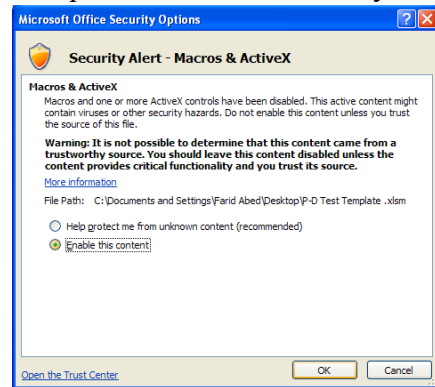 Microsoft Office Security Options
Security Alert - Macros & ActiveX
Macros & ActiveX
Macros and one or more ActiveX controls have been disabled. This active content might
contain viruses or other security hazards. Do not enable this content unless you trust
the source of this file.
Warning: It is not possible to determine that this content came from a
trustworthy source. You should leave this content disabled unless the
content provides critical functionality and you trust its source.
More information
File Path: C:\Documents and Settings\Farid Abed\Desktop\P-D Test Template .xlsm
Help protect me from unknown content (recommended)
Enable this content
Open the Trust Center
OK
Cancel